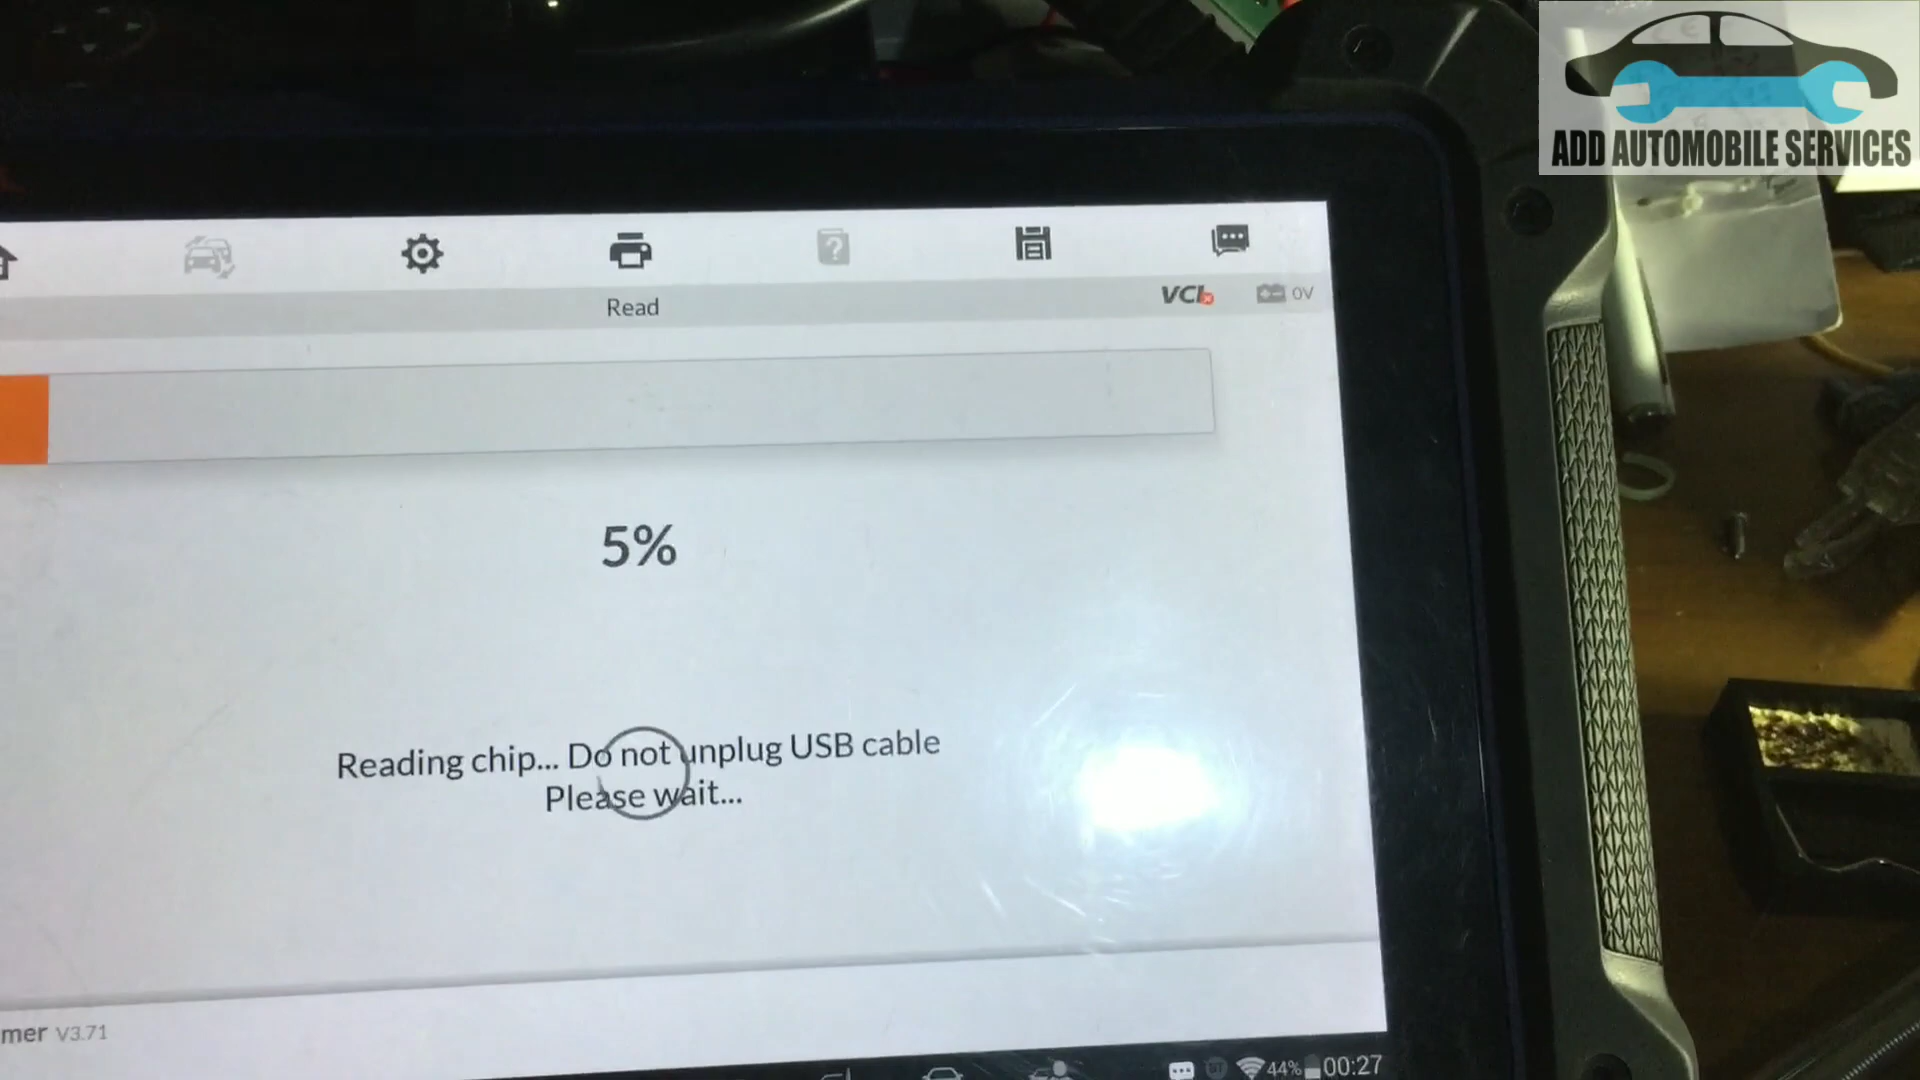 ADD AUTOMOBILE SERVICES
Read
VCI
0V
5%
Reading chip... Do not unplug USB cable
Please wait...
mer V3.71
44% 00:27